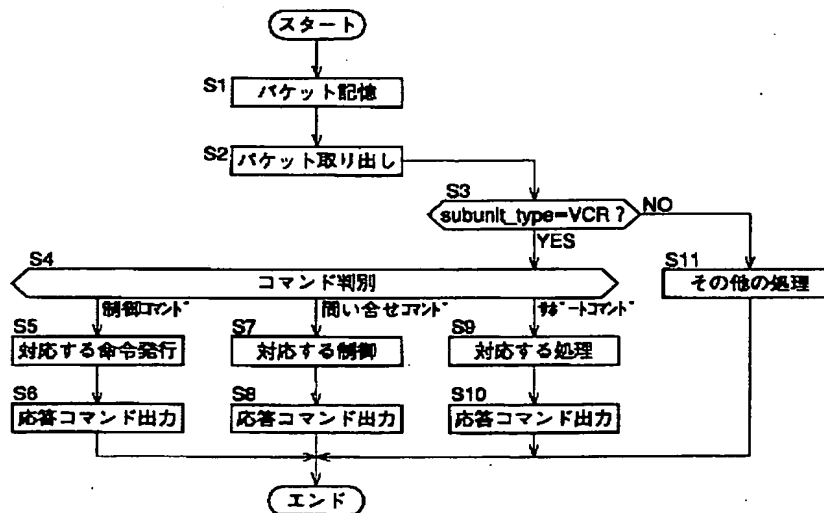 スタート
S1
パケット記憶
S2
パケット取り出し
S3
subunit_type=VCR ?
NO
YES
S4
コマンド判別
S11
その他の処理
制御コマンド
問い合せコマンド
サポートコマンド
S5
対応する命令発行
S7
対応する制御
S9
対応する処理
S6
応答コマンド出力
S8
応答コマンド出力
S10
応答コマンド出力
エンド